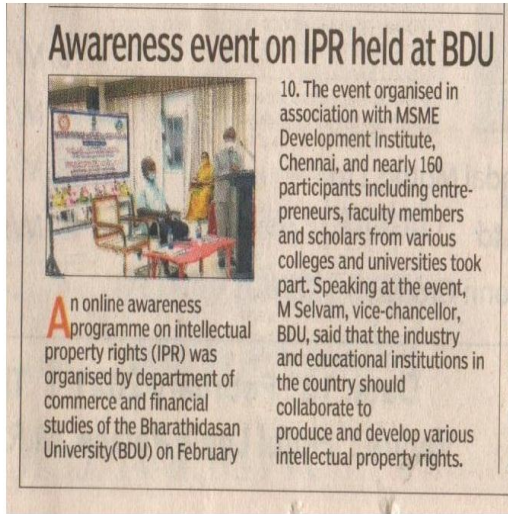 Awareness event on IPR held at BDU
An online awareness
programme on intellectual
property rights (IPR) was
organised by department of
commerce and financial
studies of the Bharathidasan
University(BDU) on February
10. The event organised in
association with MSME
Development Institute,
Chennai, and nearly 160
participants including entre-
preneurs, faculty members
and scholars from various
colleges and universities took
part. Speaking at the event,
M Selvam, vice-chancellor,
BDU, said that the industry
and educational institutions in
the country should
collaborate to
produce and develop various
intellectual property rights.